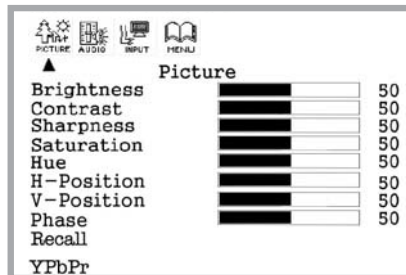 PICTURE AUDIO INPUT MENU
Picture
Brightness 50
Contrast 50
Sharpness 50
Saturation 50
Hue 50
H-Position 50
V-Position 50
Phase 50
Recall
YPbPr